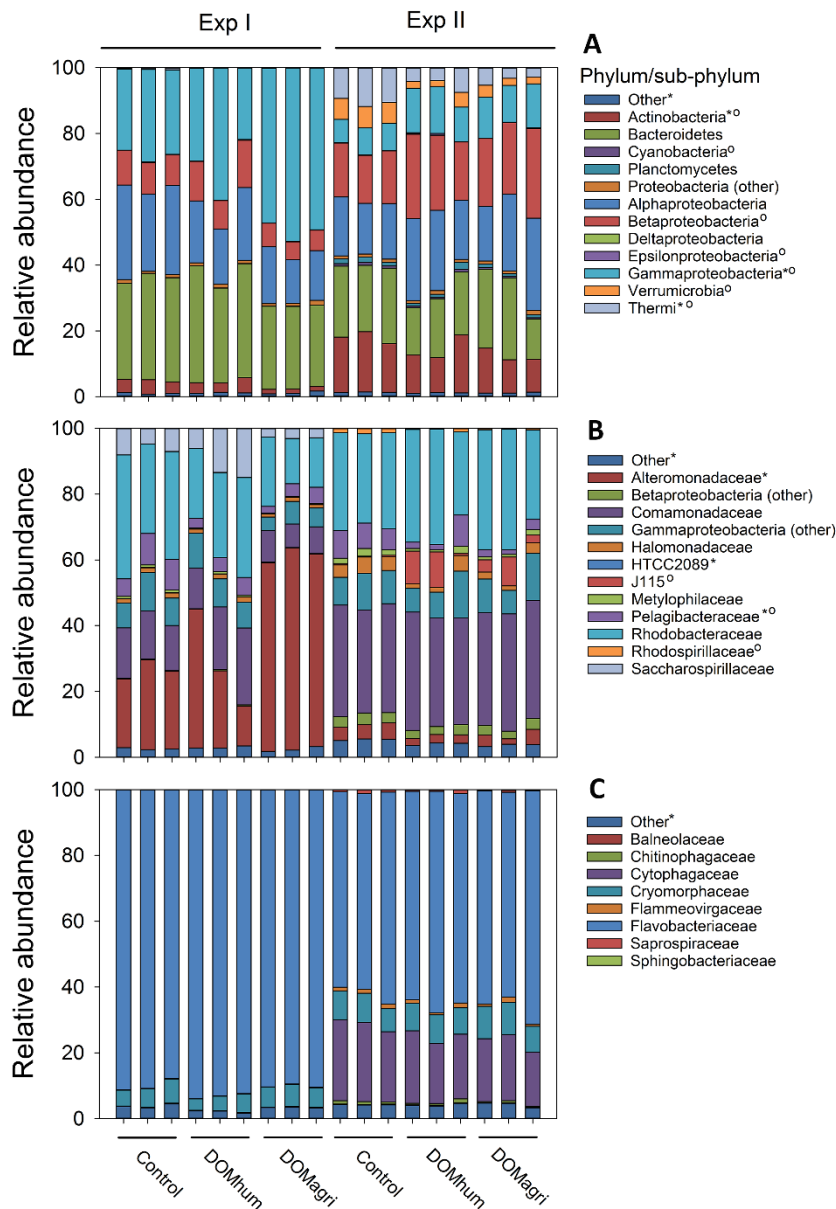 Exp I
Exp II
A
Relative abundance
100
80
60
40
20
0
Phylum/sub-phylum
Other*
Actinobacteria*º
Bacteroidetes
Cyanobacteriaº
Planctomycetes
Proteobacteria (other)
Alphaproteobacteria
Betaproteobacteriaº
Deltaproteobacteria
Epsilonproteobacteriaº
Gammaproteobacteria*º
Verrumicrobiaº
Thermi*º
B
Relative abundance
100
80
60
40
20
0
Other*
Alteromonadaceae*
Betaproteobacteria (other)
Comamonadaceae
Gammaproteobacteria (other)
Halomonadaceae
HTCC2089*
J115º
Metylophilaceae
Pelagibacteraceae*º
Rhodobacteraceae
Rhodospirillaceaeº
Saccharospirillaceae
C
Relative abundance
100
80
60
40
20
0
Other*
Balneolaceae
Chitinophagaceae
Cytophagaceae
Cryomorphaceae
Flammeovirgaceae
Flavobacteriaceae
Saprospiraceae
Sphingobacteriaceae
Control
DOMhum
DOMagri
Control
DOMhum
DOMagri